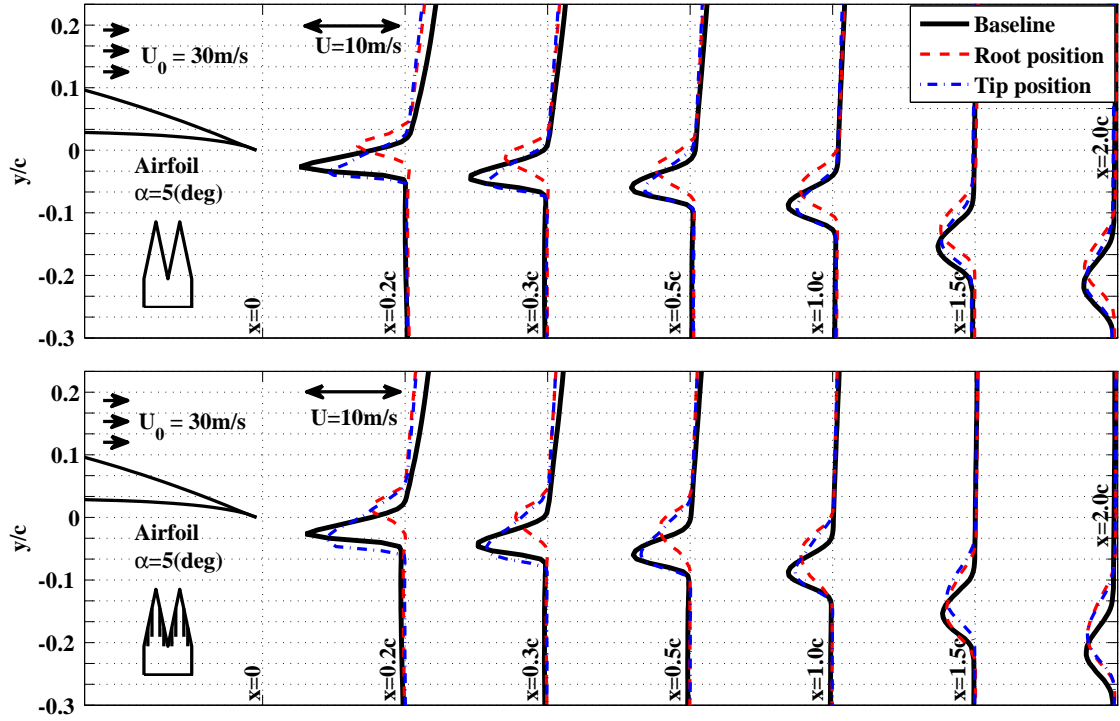 0.2
0.1
0
-0.1
-0.2
-0.3
y/c
U0 = 30m/s
U=10m/s
Airfoil
α=5(deg)
Baseline
Root position
Tip position
x=0
x=0.2c
x=0.3c
x=0.5c
x=1.0c
x=1.5c
x=2.0c
0.2
0.1
0
-0.1
-0.2
-0.3
y/c
U0 = 30m/s
U=10m/s
Airfoil
α=5(deg)
x=0
x=0.2c
x=0.3c
x=0.5c
x=1.0c
x=1.5c
x=2.0c